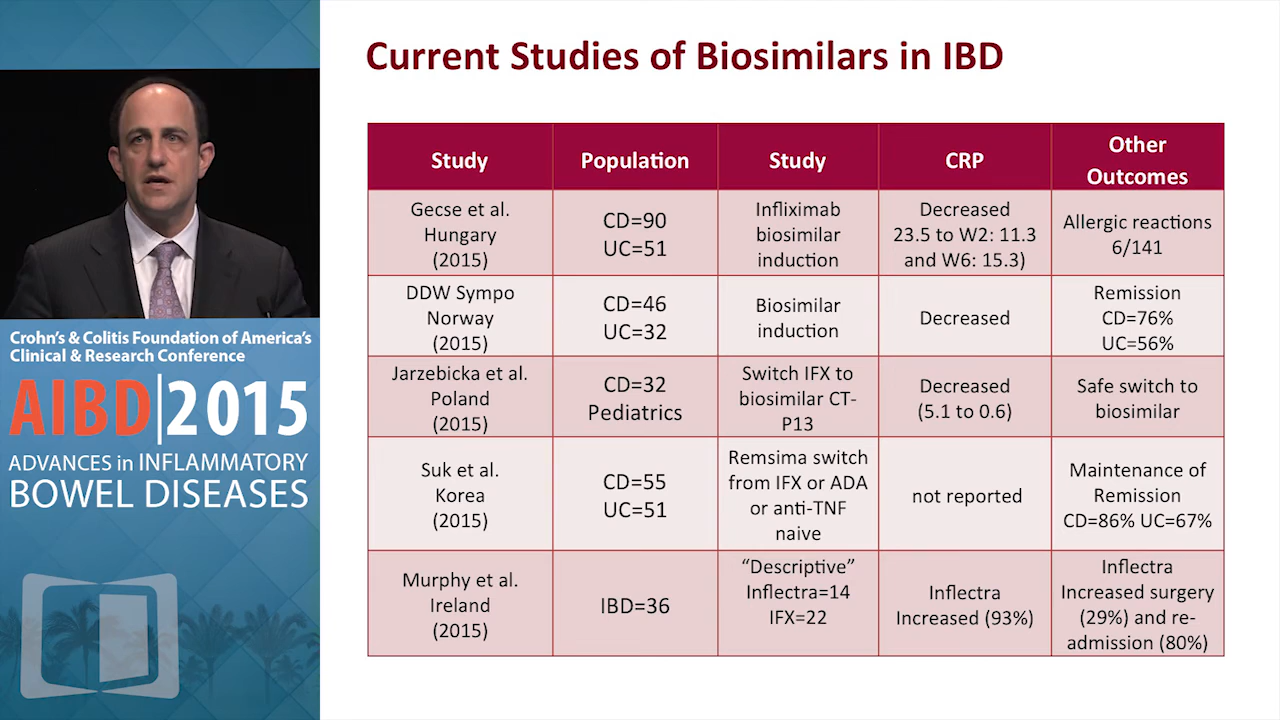 Current Studies of Biosimilars in IBD
Study
Population
Study
CRP
Other
Outcomes
Gecse et al.
Hungary
(2015)
CD=90
UC=51
Infliximab
biosimilar
induction
Decreased
23.5 to W2: 11.3
and W6: 15.3)
Allergic reactions
6/141
DDW Sympo
Norway
(2015)
CD=46
UC=32
Biosimilar
induction
Decreased
Remission
CD=76%
UC=56%
Jarzebicka et al.
Poland
(2015)
CD=32
Pediatrics
Switch IFX to
biosimilar CT-
P13
Decreased
(5.1 to 0.6)
Safe switch to
biosimilar
Suk et al.
Korea
(2015)
CD=55
UC=51
Remsima switch
from IFX or ADA
or anti-TNF
naive
not reported
Maintenance of
Remission
CD=86% UC=67%
Murphy et al.
Ireland
(2015)
IBD=36
“Descriptive”
Inflectra=14
IFX=22
Inflectra
Increased (93%)
Inflectra
Increased surgery
(29%) and re-
admission (80%)
Crohn’s & Colitis Foundation of America’s
Clinical & Research Conference
AIBD|2015
ADVANCES in INFLAMMATORY
BOWEL DISEASES